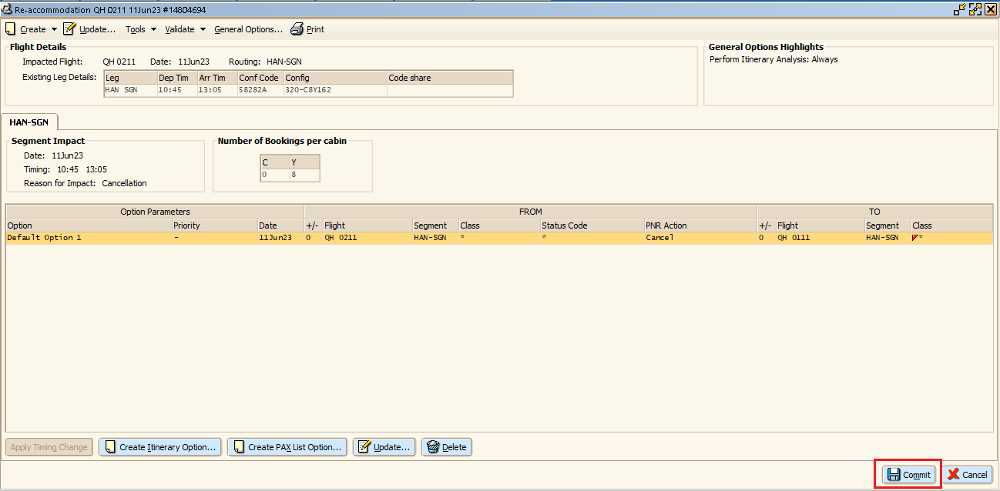 Re-accommodation QH 0211 11Jun23 #14804694
Create Update... Tools Validate General Options... Print
Flight Details
Impacted Flight: QH 0211 Date: 11Jun23 Routing: HAN-SGN
Existing Leg Details:
Leg Dep Tim Arr Tim Conf Code Config Code share
HAN SGN 10:45 13:05 58282A 320-C8Y162
General Options Highlights
Perform Itinerary Analysis: Always
HAN-SGN
Segment Impact
Date: 11Jun23
Timing: 10:45 13:05
Reason for Impact: Cancellation
Number of Bookings per cabin
C Y
0 8
Option Parameters FROM TO
Option Priority Date +/- Flight Segment Class Status Code PNR Action +/- Flight Segment Class
Default Option 1 - 11Jun23 0 QH 0211 HAN-SGN * * Cancel 0 QH 0111 HAN-SGN *
Apply Timing Change Create Itinerary Option... Create PAX List Option... Update... Delete
Commit Cancel